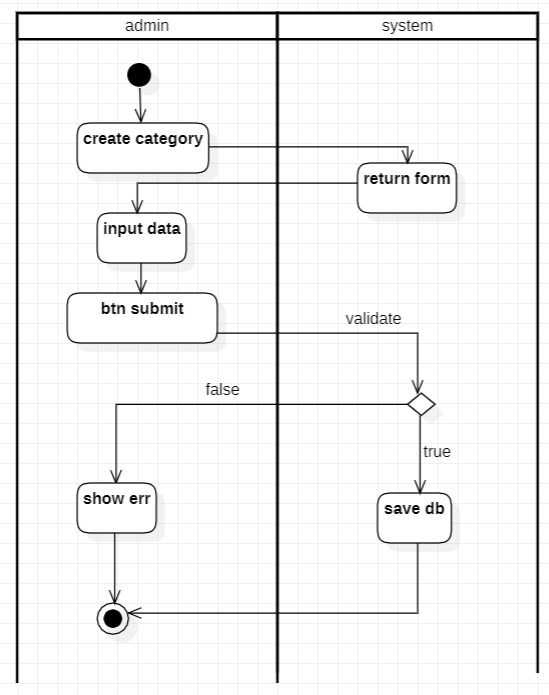 admin
system
create category
return form
input data
btn submit
validate
false
true
show err
save db